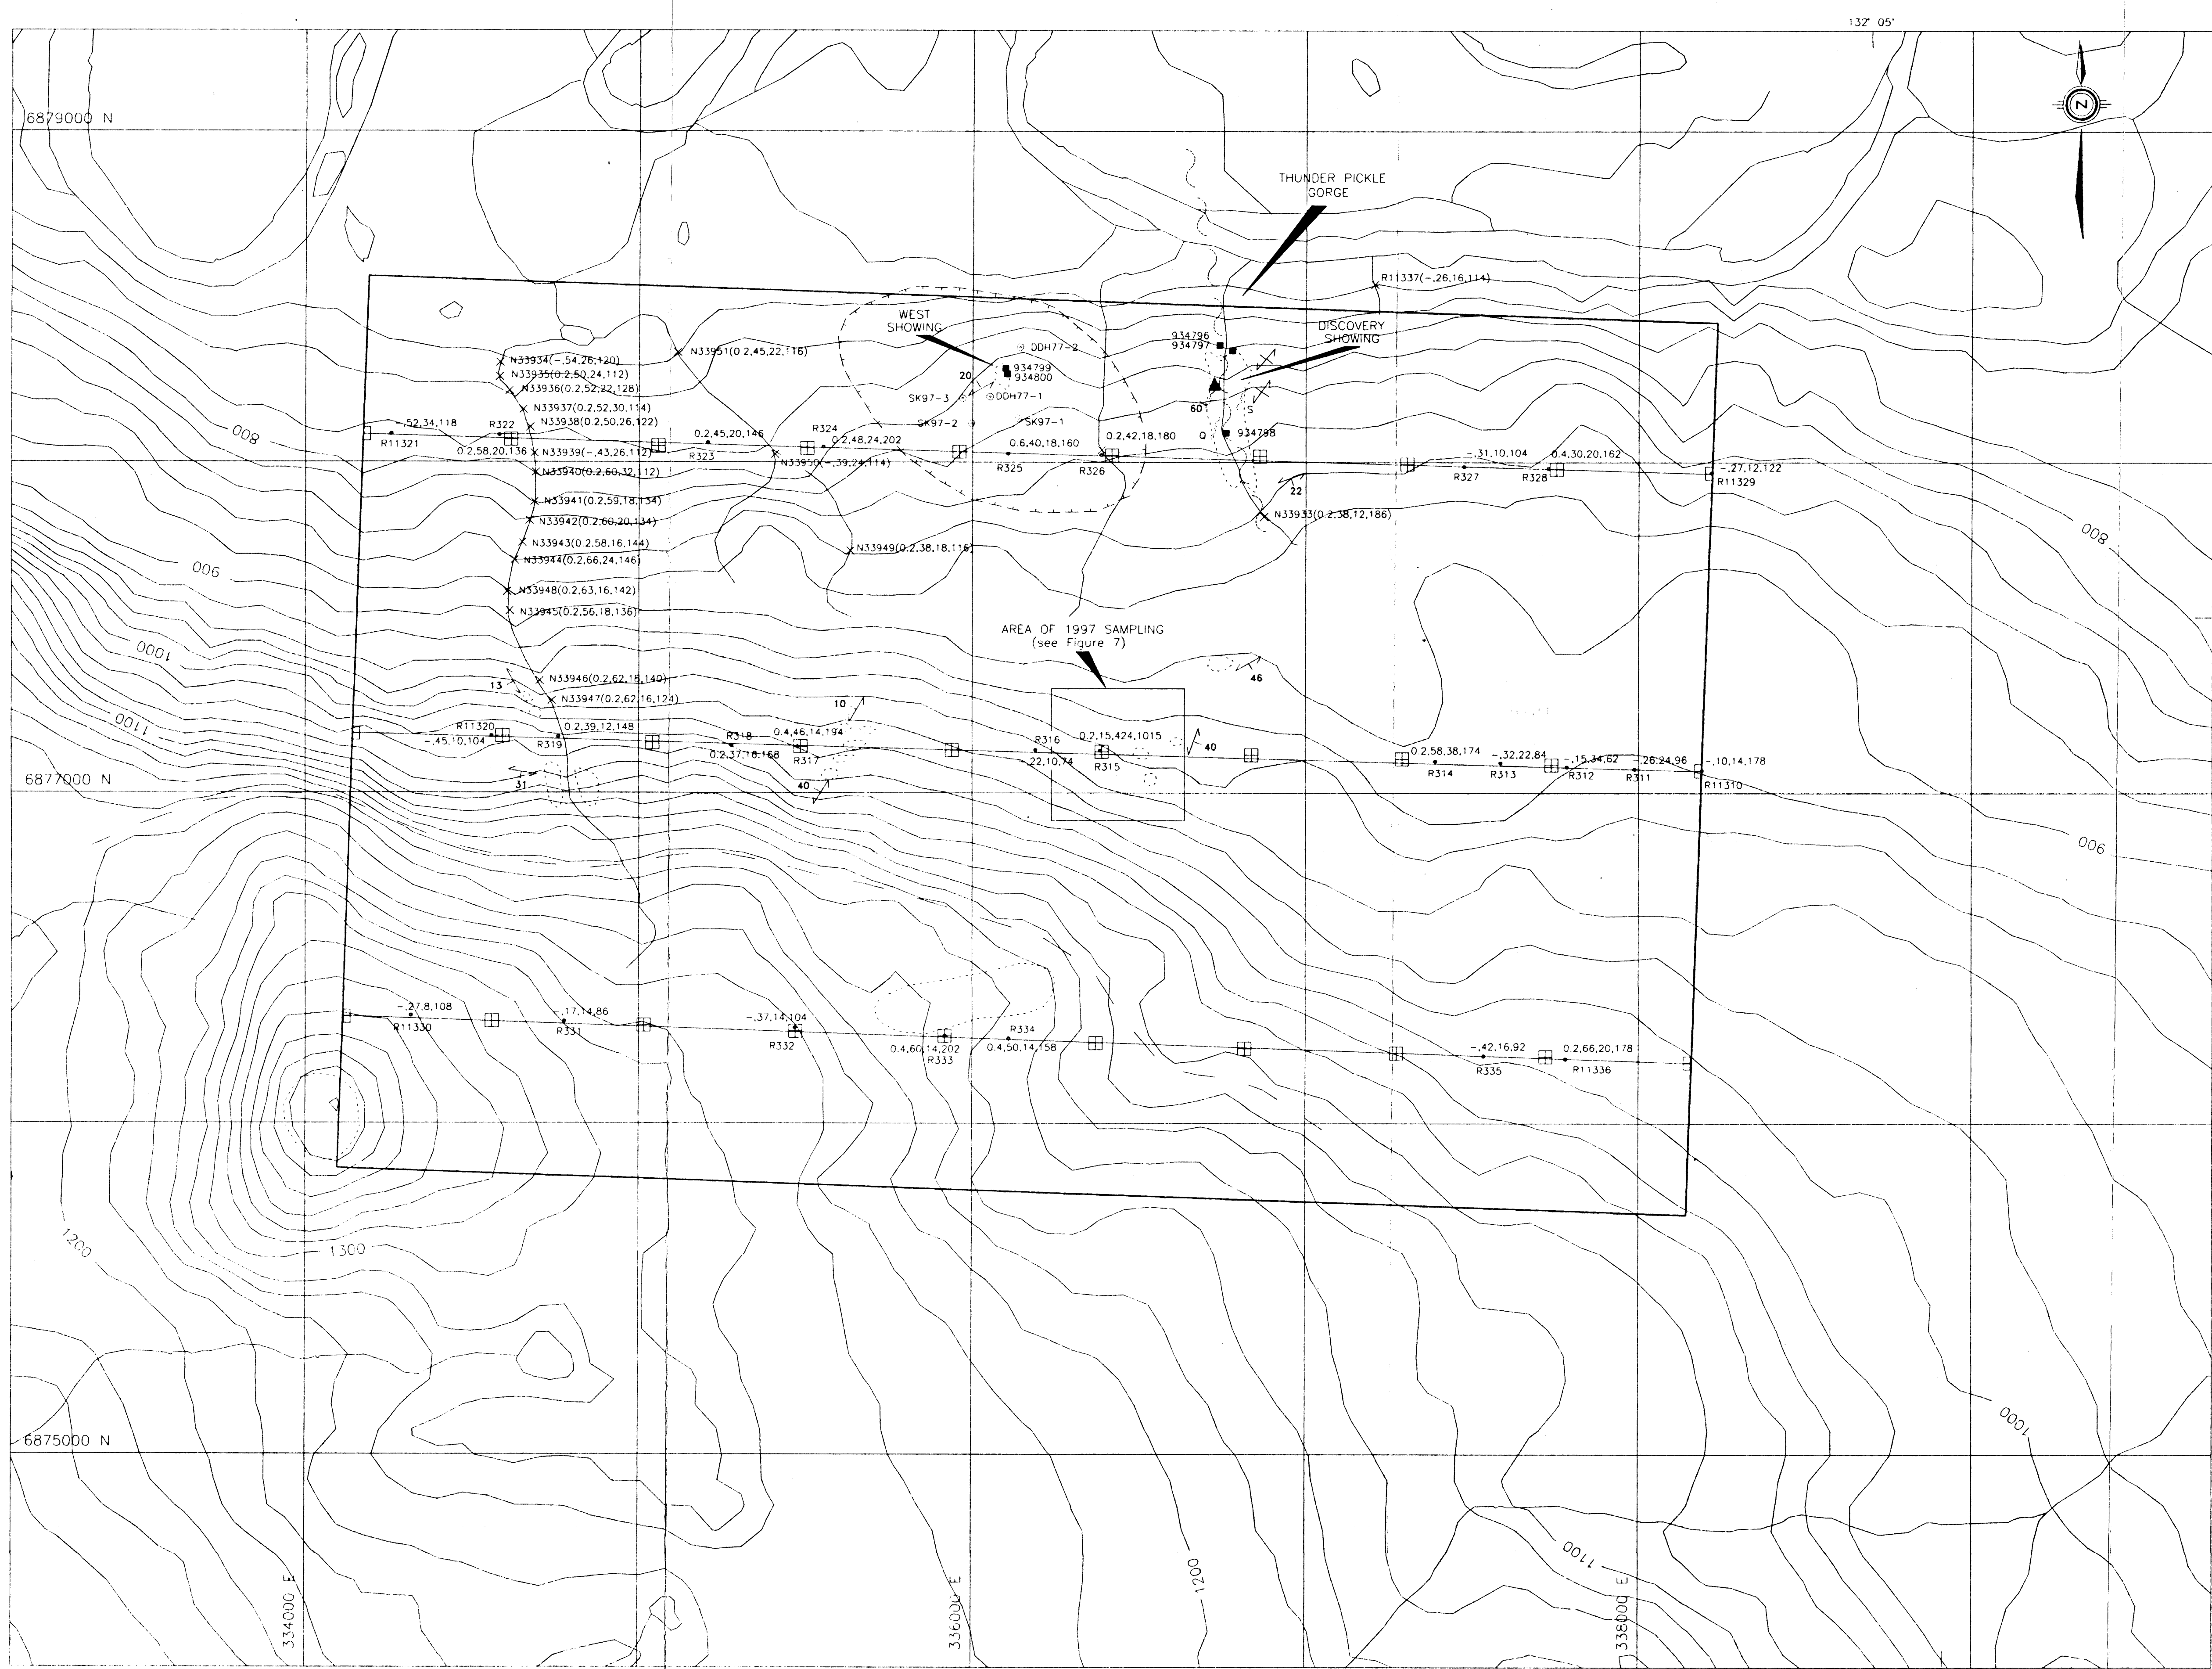 132° 05'
6879000 N
N
THUNDER PICKLE
GORGE
R11337(-,26,16,114)
WEST
SHOWING
DISCOVERY
SHOWING
934796
934797
DDH77-2
N33951(0.2,45,22,116)
N33934(-,54,26,120)
N33935(0.2,50,24,112)
N33936(0.2,52,22,128)
934799
934800
20
SK97-3
DDH77-1
N33937(0.2,52,30,114)
60
S
N33938(0.2,50,26,122)
SK97-2
SK97-1
-,52,34,118
R11321
R322
0.2,58,20,136
N33939(-,43,26,112)
0.2,45,20,146
R323
R324
0.2,48,24,202
0.6,40,18,160
R325
0.2,42,18,180
R326
Q
934798
-,31,10,104
R327
0.4,30,20,162
R328
-,27,12,122
R11329
800
N33950(-,39,24,114)
N33940(0.2,60,32,112)
22
N33941(0.2,59,18,134)
N33942(0.2,60,20,134)
N33933(0.2,38,12,186)
800
N33943(0.2,58,16,144)
N33949(0.2,38,18,116)
N33944(0.2,66,24,146)
900
N33948(0.2,63,16,142)
N33945(0.2,56,18,136)
AREA OF 1997 SAMPLING
(see Figure 7)
1000
N33946(0.2,62,18,140)
13
46
N33947(0.2,62,16,124)
10
1100
R11320
-,45,10,104
0.2,39,12,148
R319
R318
0.2,37,16,168
0.4,46,14,194
R317
R316
-,22,10,74
0.2,15,424,1015
R315
40
0.2,58,38,174
R314
-,32,22,84
R313
-,15,34,62
R312
-,26,24,96
R311
-,10,14,178
R11310
6877000 N
31
40
900
-,27,8,108
R11330
-,17,14,86
R331
-,37,14,104
R332
0.4,60,14,202
R333
R334
0.4,50,14,158
-,42,16,92
R335
0.2,66,20,178
R11336
1200
1300
1000
6875000 N
1100
1200
334000 E
336000 E
338000 E